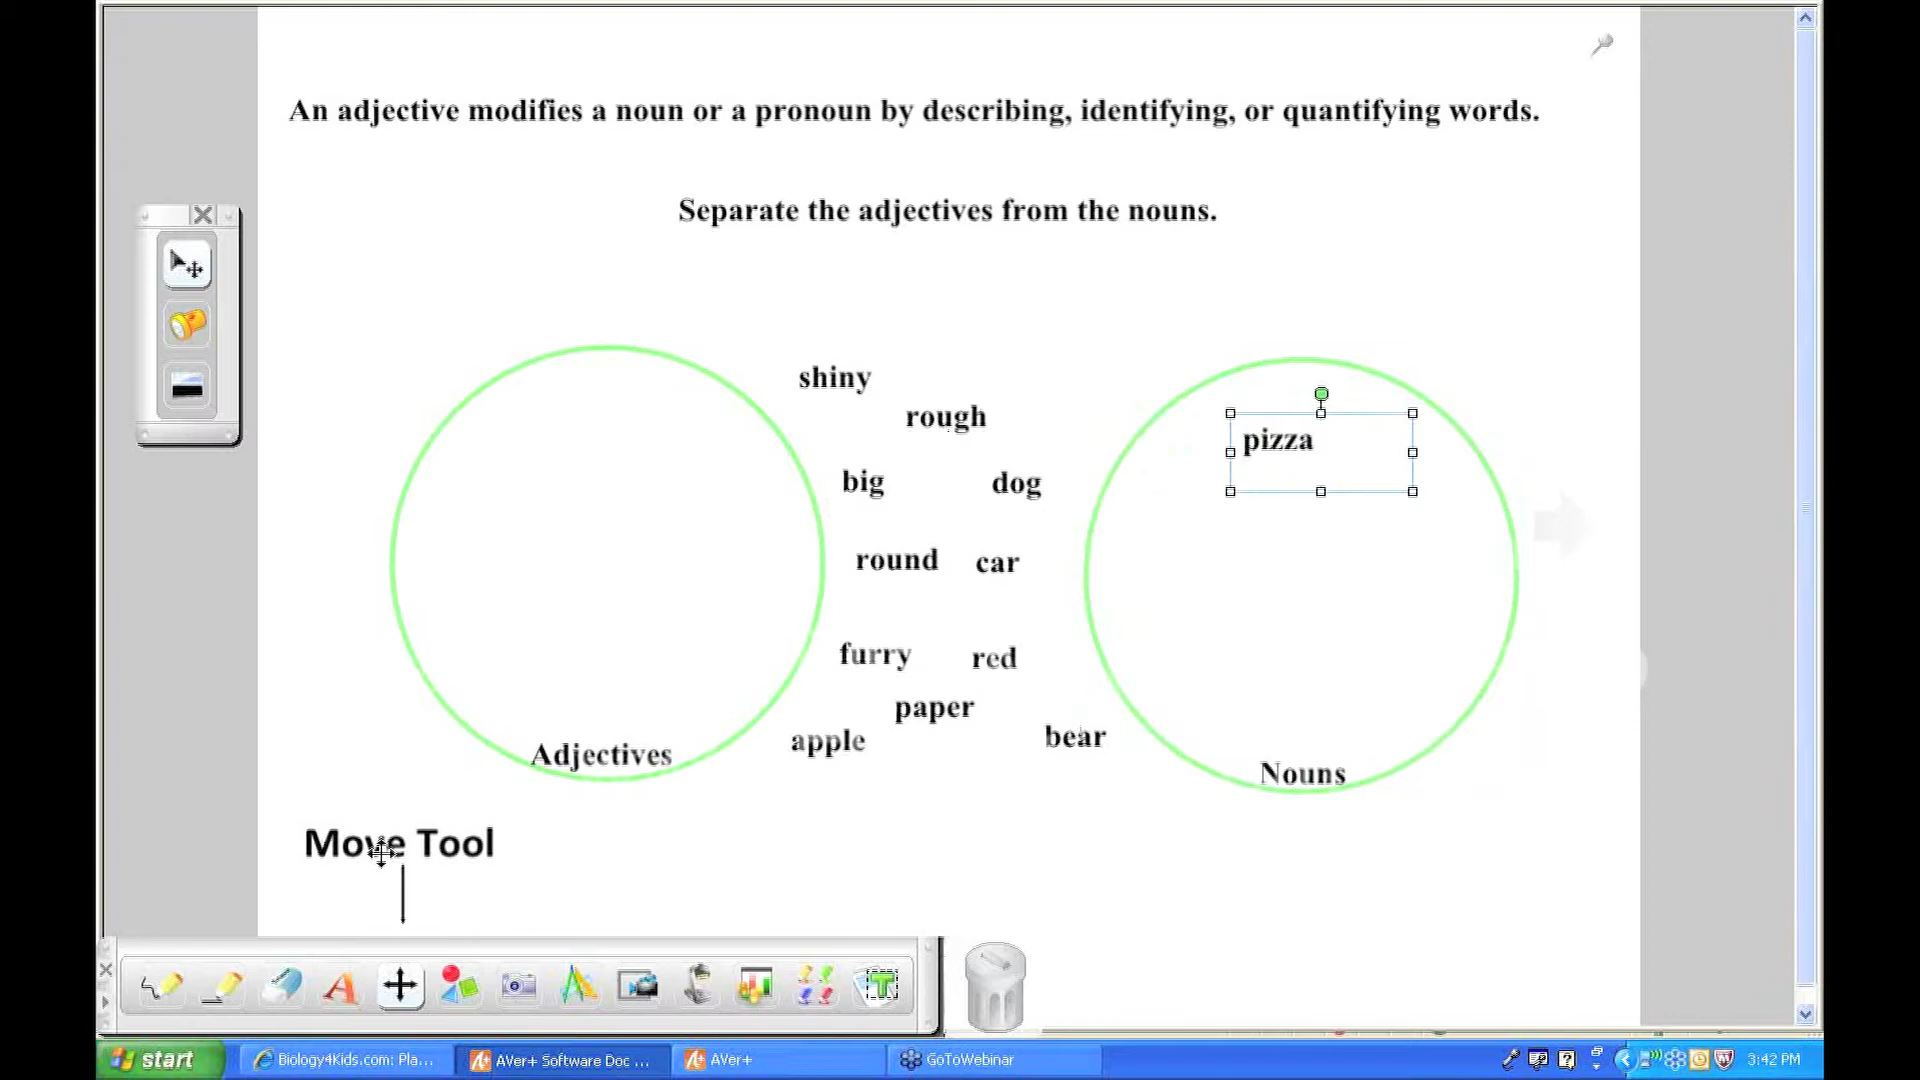 An adjective modifies a noun or a pronoun by describing, identifying, or quantifying words.
Separate the adjectives from the nouns.
shiny
rough
pizza
big
dog
round
car
furry
red
paper
apple
bear
Adjectives
Nouns
Move Tool
start
Biology4Kids.com: Pla...
AVer+ Software Doc ...
AVer+
GoToWebinar
3:42 PM